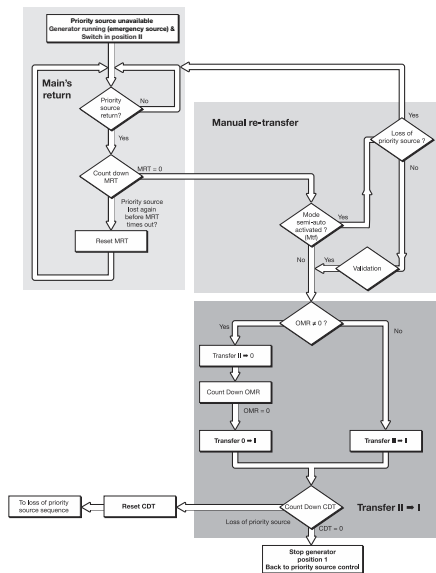 Priority source unavailable
Generator running (emergency source) &
Switch in position II
Main's
return
Priority
source
return?
No
Yes
Count down
MRT
MRT = 0
Priority source
lost again
before MRT
times out?
Reset MRT
Manual re-transfer
Yes
Loss of
priority source ?
No
Mode
semi-auto
activated ?
(Mtf)
Yes
No
Yes
Validation
OMR ≠ 0 ?
Yes
No
Transfer II ➡ 0
Count Down OMR
OMR = 0
Transfer 0 ➡ I
Transfer II ➡ I
To loss of priority
source sequence
Reset CDT
Count Down CDT
Transfer II ➡ I
Loss of priority source
CDT = 0
Stop generator
position 1
Back to priority source control